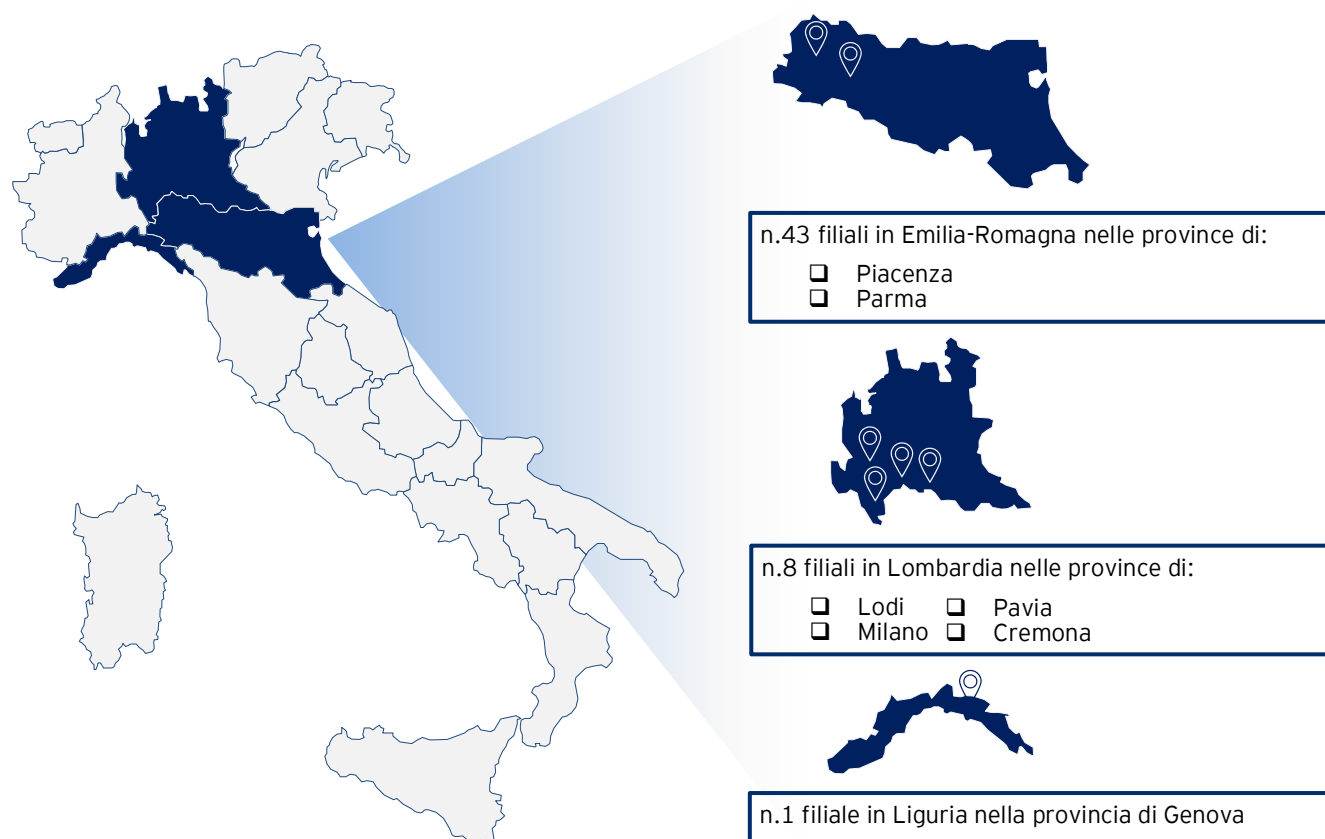 n.43 filiali in Emilia-Romagna nelle province di:
❑ Piacenza
❑ Parma
n.8 filiali in Lombardia nelle province di:
❑ Lodi ❑ Pavia
❑ Milano ❑ Cremona
n.1 filiale in Liguria nella provincia di Genova